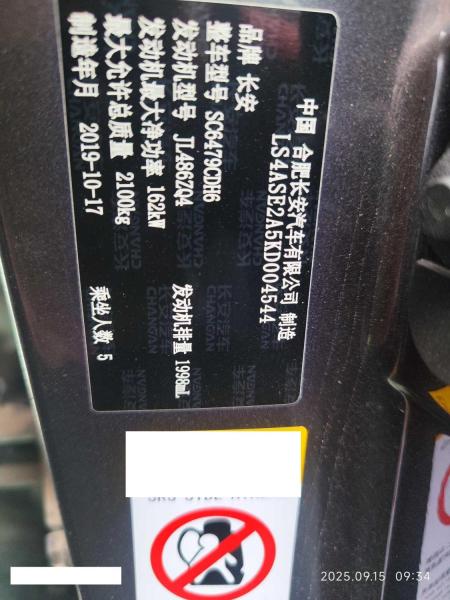 中国 合肥长安汽车有限公司 制造
LS4ASE2A5KD004544
品牌 长安
整车型号 SC6479CDH6
发动机型号 JL486ZQ4 发动机排量 1998mL
发动机最大净功率 162kW
最大允许总质量 2100kg
制造年月 2019-10-17 乘坐人数 5
2025.09.15 09:34